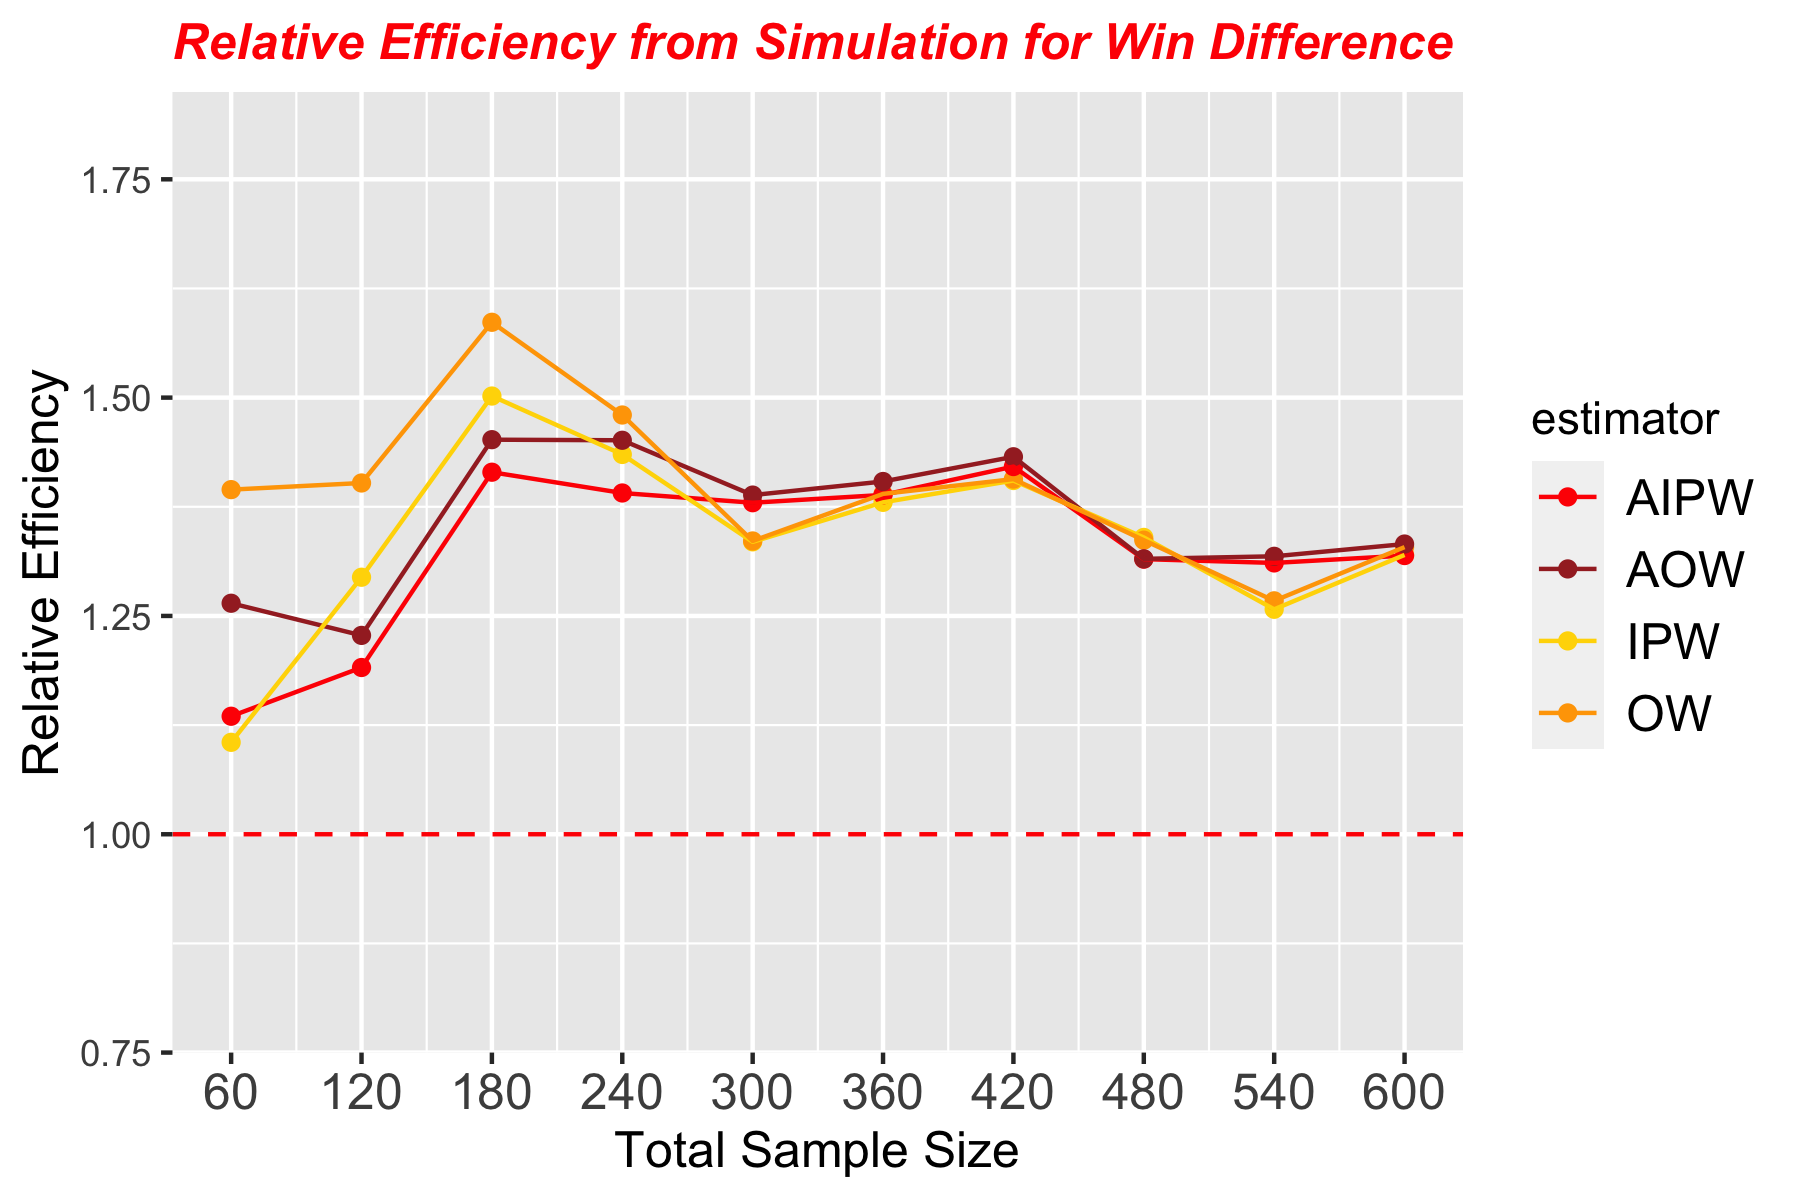 Relative Efficiency from Simulation for Win Difference
Relative Efficiency
1.75
1.50
1.25
1.00
0.75
60 120 180 240 300 360 420 480 540 600
Total Sample Size
estimator
AIPW
AOW
IPW
OW